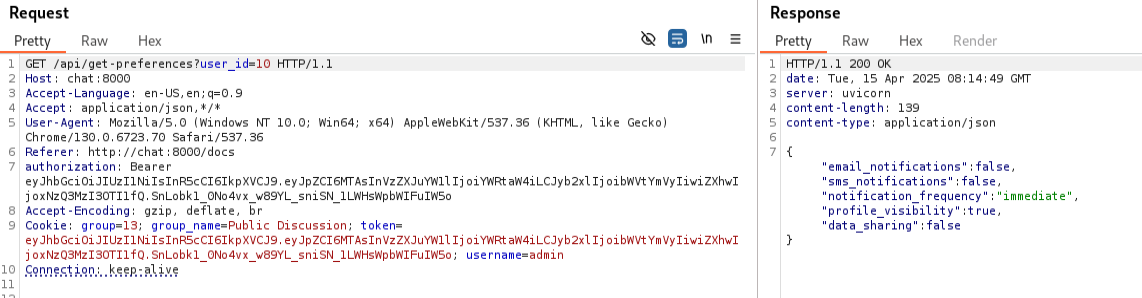 Request
Pretty Raw Hex
\n
1 GET /api/get-preferences?user_id=10 HTTP/1.1
2 Host: chat:8000
3 Accept-Language: en-US,en;q=0.9
4 Accept: application/json,*/*
5 User-Agent: Mozilla/5.0 (Windows NT 10.0; Win64; x64) AppleWebKit/537.36 (KHTML, like Gecko)
Chrome/130.0.6723.70 Safari/537.36
6 Referer: http://chat:8000/docs
7 authorization: Bearer
eyJhbGciOiJIUzI1NiIsInR5cCI6IkpXVCJ9.eyJpZCI6MTAsInVzZXJuYW1lIjoiYWRtaW4iLCJyb2xlIjoibWVtYmVyIiwiZXhwI
joxNzQ3MzI3OTI1fQ.SnLobk1_0No4vx_w89YL_sniSN_1LWHsWpbWIFuIW5o
8 Accept-Encoding: gzip, deflate, br
9 Cookie: group=13; group_name=Public Discussion; token=
eyJhbGciOiJIUzI1NiIsInR5cCI6IkpXVCJ9.eyJpZCI6MTAsInVzZXJuYW1lIjoiYWRtaW4iLCJyb2xlIjoibWVtYmVyIiwiZXhwI
joxNzQ3MzI3OTI1fQ.SnLobk1_0No4vx_w89YL_sniSN_1LWHsWpbWIFuIW5o; username=admin
10 Connection: keep-alive
11
Response
Pretty Raw Hex Render
1 HTTP/1.1 200 OK
2 date: Tue, 15 Apr 2025 08:14:49 GMT
3 server: uvicorn
4 content-length: 139
5 content-type: application/json
6
7 {
"email_notifications":false,
"sms_notifications":false,
"notification_frequency":"immediate",
"profile_visibility":true,
"data_sharing":false
}